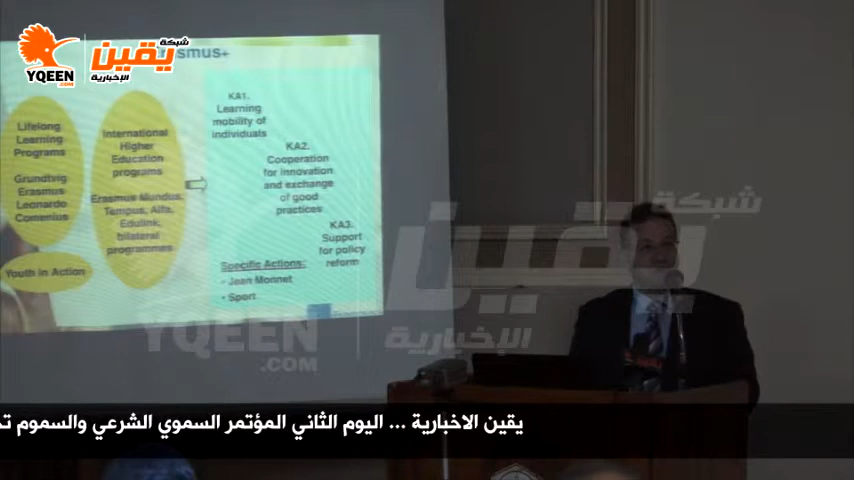 شبكة
يقين
الإخبارية
YQEEN
.COM
Erasmus+
Lifelong
Learning
Programs
Grundtvig
Erasmus
Leonardo
Comenius
Youth in Action
International
Higher
Education
programs
Erasmus Mundus,
Tempus, Alfa,
Edulink,
bilateral
programmes
KA1.
Learning
mobility of
individuals
KA2.
Cooperation
for innovation
and exchange
of good
practices
KA3.
Support
for policy
reform
Specific Actions:
• Jean Monnet
• Sport
شبكة
يقين
الإخبارية
YQEEN
.COM
يقين الاخبارية ... اليوم الثاني المؤتمر السموي الشرعي والسموم